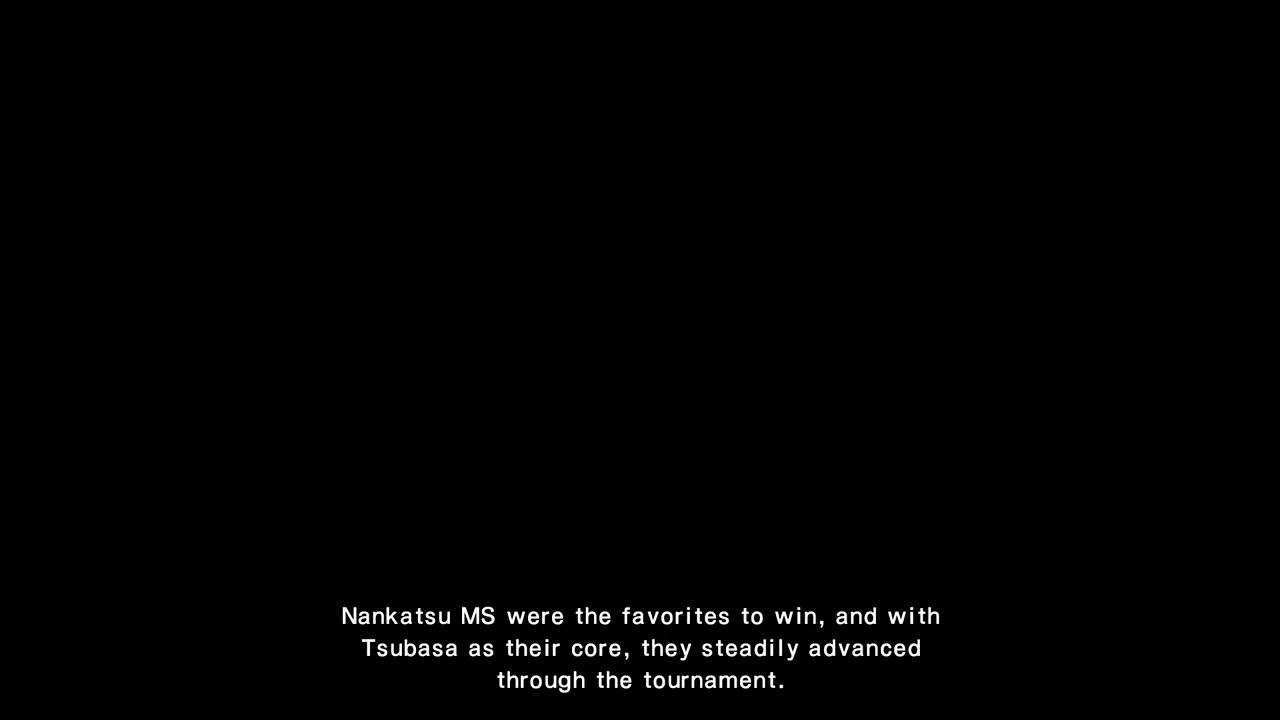 Nankatsu MS were the favorites to win, and with
Tsubasa as their core, they steadily advanced
through the tournament.